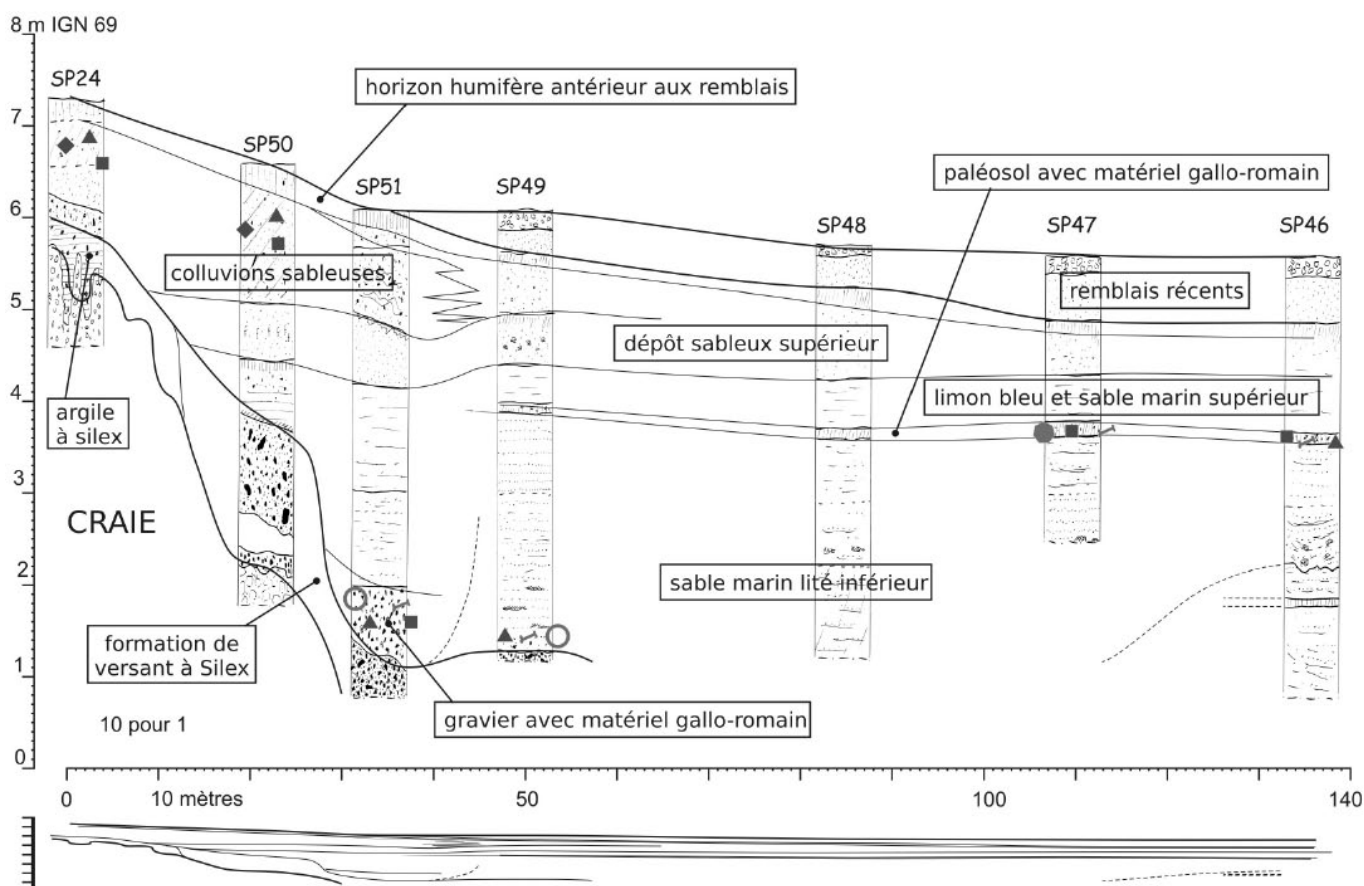 8 m IGN 69
SP24
horizon humifère antérieur aux remblais
7
SP50
paléosol avec matériel gallo-romain
SP51
SP49
6
SP48
SP47
SP46
colluvions sableuses
remblais récents
5
dépôt sableux supérieur
argile
à silex
limon bleu et sable marin supérieur
4
3
CRAIE
2
sable marin lité inférieur
formation de
versant à Silex
1
gravier avec matériel gallo-romain
10 pour 1
0
0 10 mètres 50 100 140